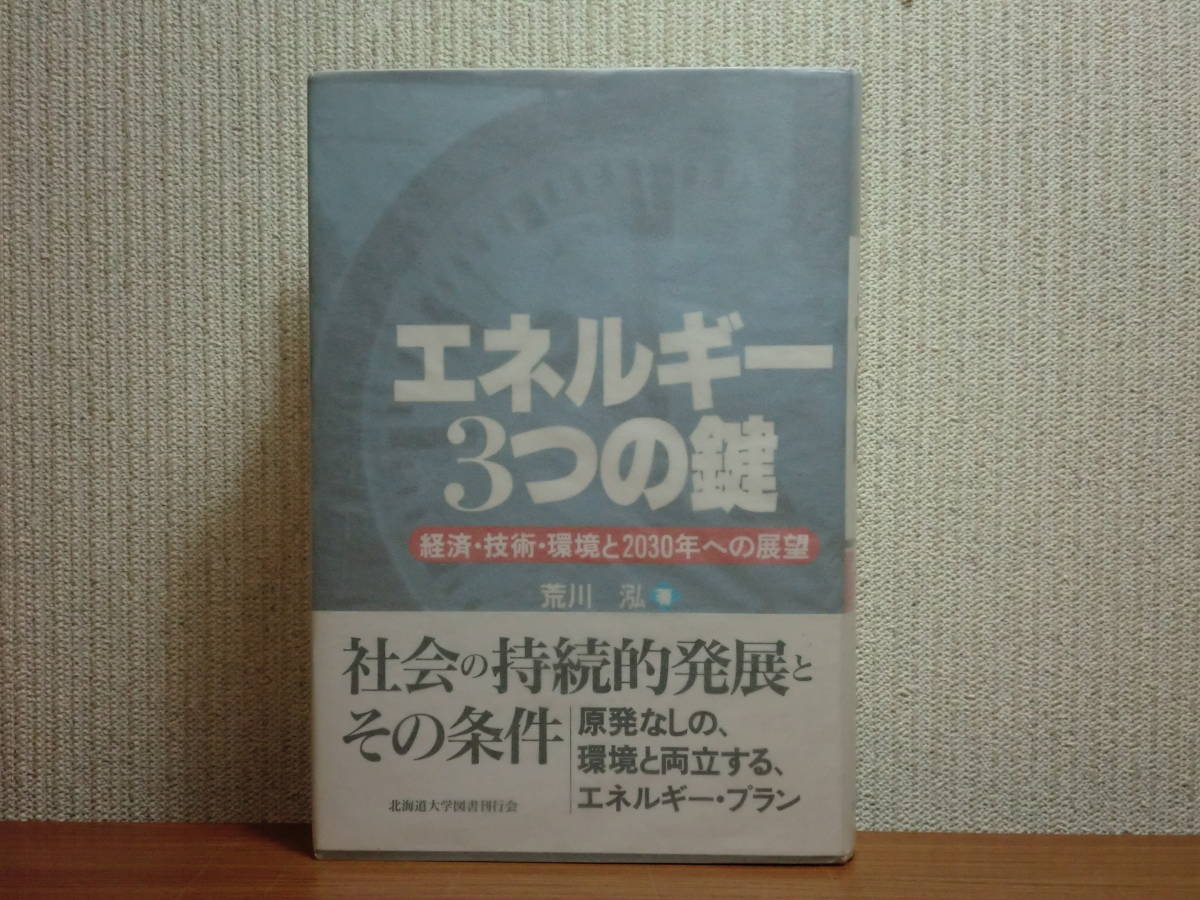 エネルギー
3つの鍵
経済・技術・環境と2030年への展望
荒川 泓 著
社会の持続的発展と
その条件
原発なしの、
環境と両立する、
エネルギー・プラン
北海道大学図書刊行会